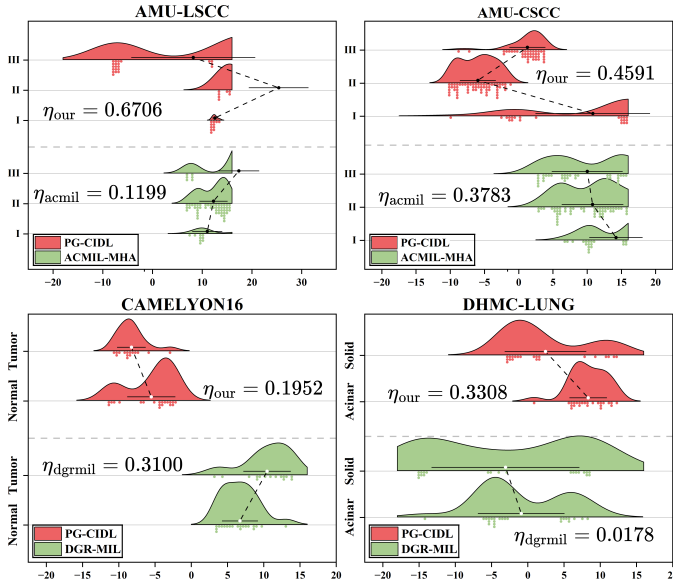 AMU-LSCC
III
II
I
η_our = 0.6706
III
II
I
η_acmil = 0.1199
PG-CIDL
ACMIL-MHA
−20 −10 0 10 20 30
AMU-CSCC
III
II
I
η_our = 0.4591
III
II
I
η_acmil = 0.3783
PG-CIDL
ACMIL-MHA
−20 −15 −10 −5 0 5 10 15 20
CAMELYON16
Tumor
Normal
η_our = 0.1952
Tumor
Normal
η_dgrmil = 0.3100
PG-CIDL
DGR-MIL
−20 −15 −10 −5 0 5 10 15 20
DHMC-LUNG
Solid
Acinar
η_our = 0.3308
Solid
Acinar
η_dgrmil = 0.0178
PG-CIDL
DGR-MIL
−20 −15 −10 −5 0 5 10 15 20